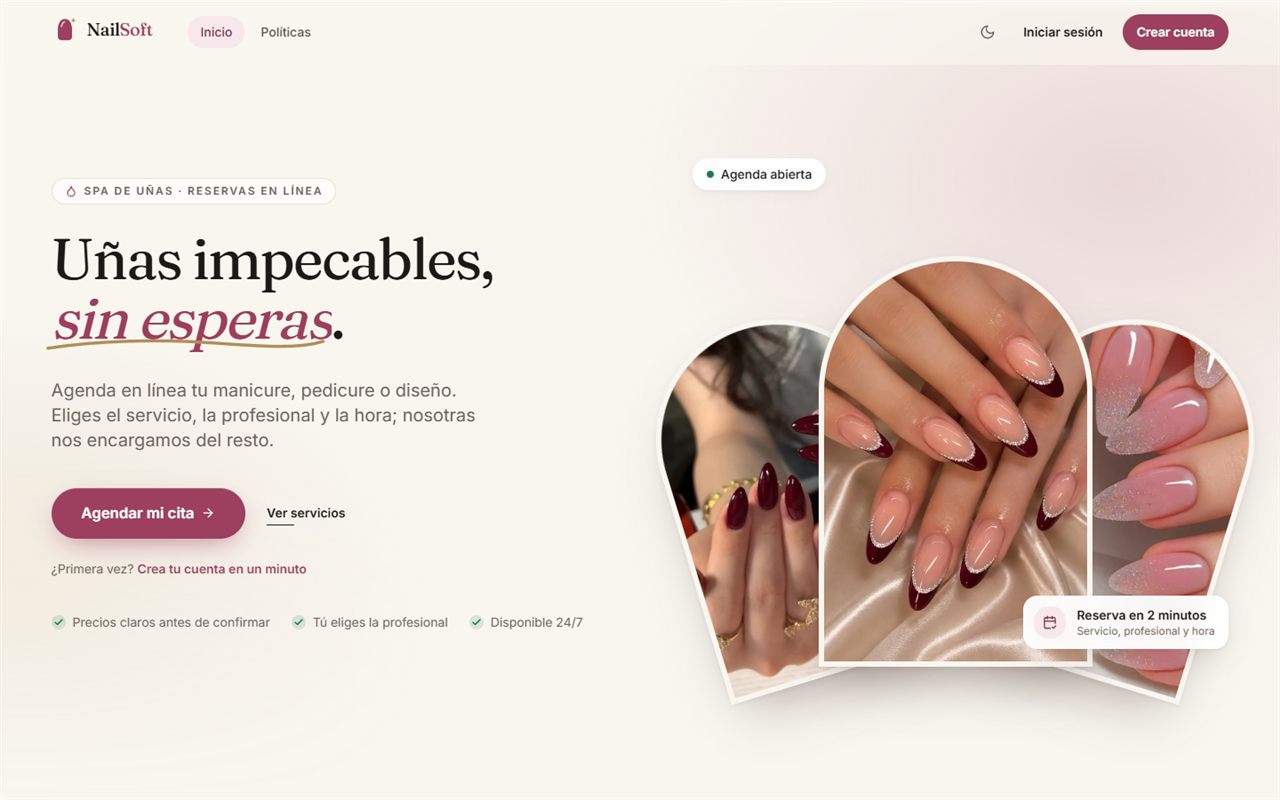 NailSoft
Inicio
Políticas
Iniciar sesión
Crear cuenta
SPA DE UÑAS · RESERVAS EN LÍNEA
Uñas impecables,
sin esperas.
Agenda en línea tu manicure, pedicure o diseño.
Eliges el servicio, la profesional y la hora; nosotras
nos encargamos del resto.
Agendar mi cita →
Ver servicios
¿Primera vez? Crea tu cuenta en un minuto
Precios claros antes de confirmar
Tú eliges la profesional
Disponible 24/7
Agenda abierta
Reserva en 2 minutos
Servicio, profesional y hora